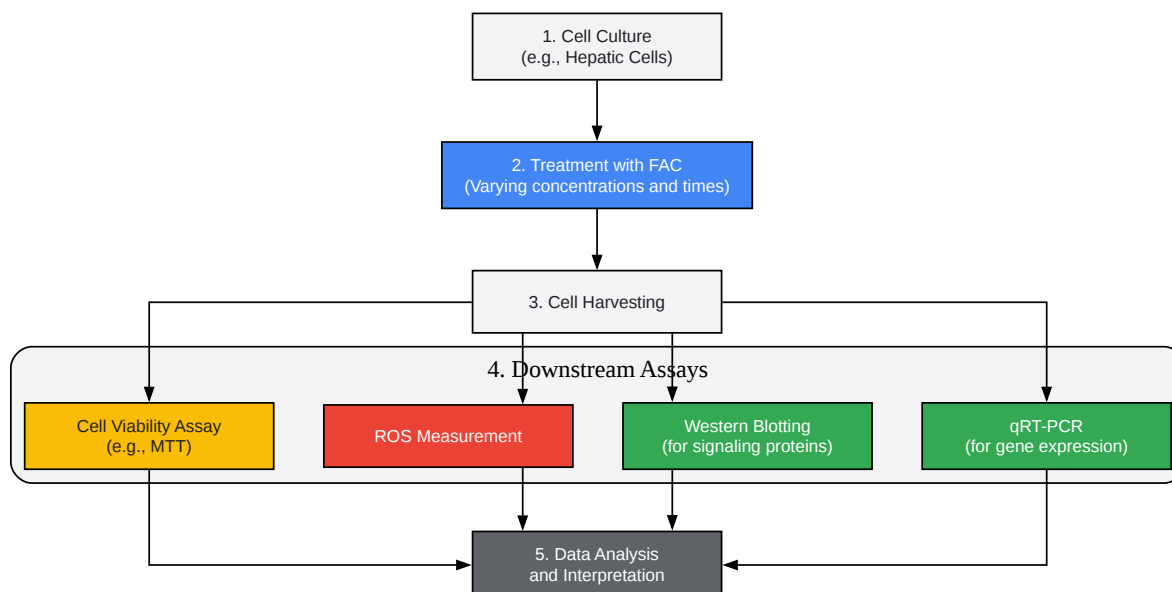 1. Cell Culture
(e.g., Hepatic Cells)
2. Treatment with FAC
(Varying concentrations and times)
3. Cell Harvesting
4. Downstream Assays
Cell Viability Assay
(e.g., MTT)
ROS Measurement
Western Blotting
(for signaling proteins)
qRT-PCR
(for gene expression)
5. Data Analysis
and Interpretation